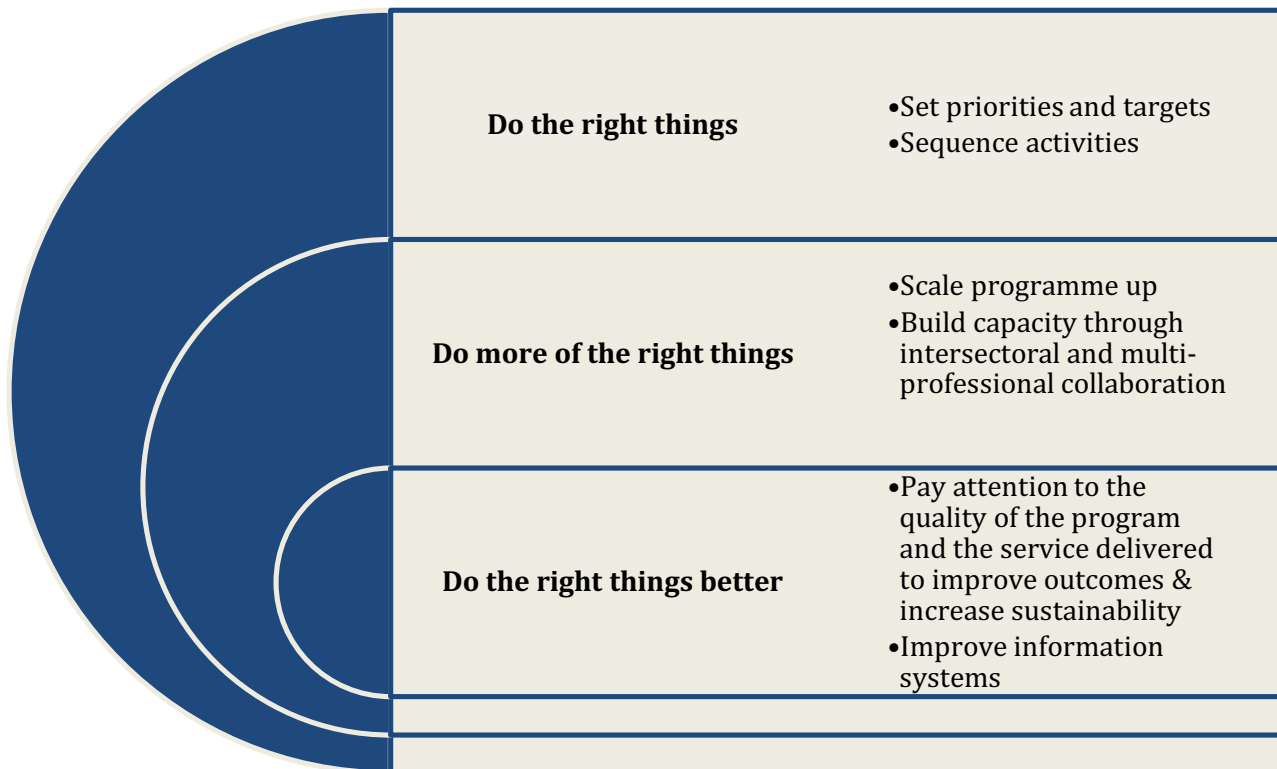 Do the right things
•Set priorities and targets
•Sequence activities
Do more of the right things
•Scale programme up
•Build capacity through
intersectoral and multi-
professional collaboration
Do the right things better
•Pay attention to the
quality of the program
and the service delivered
to improve outcomes &
increase sustainability
•Improve information
systems